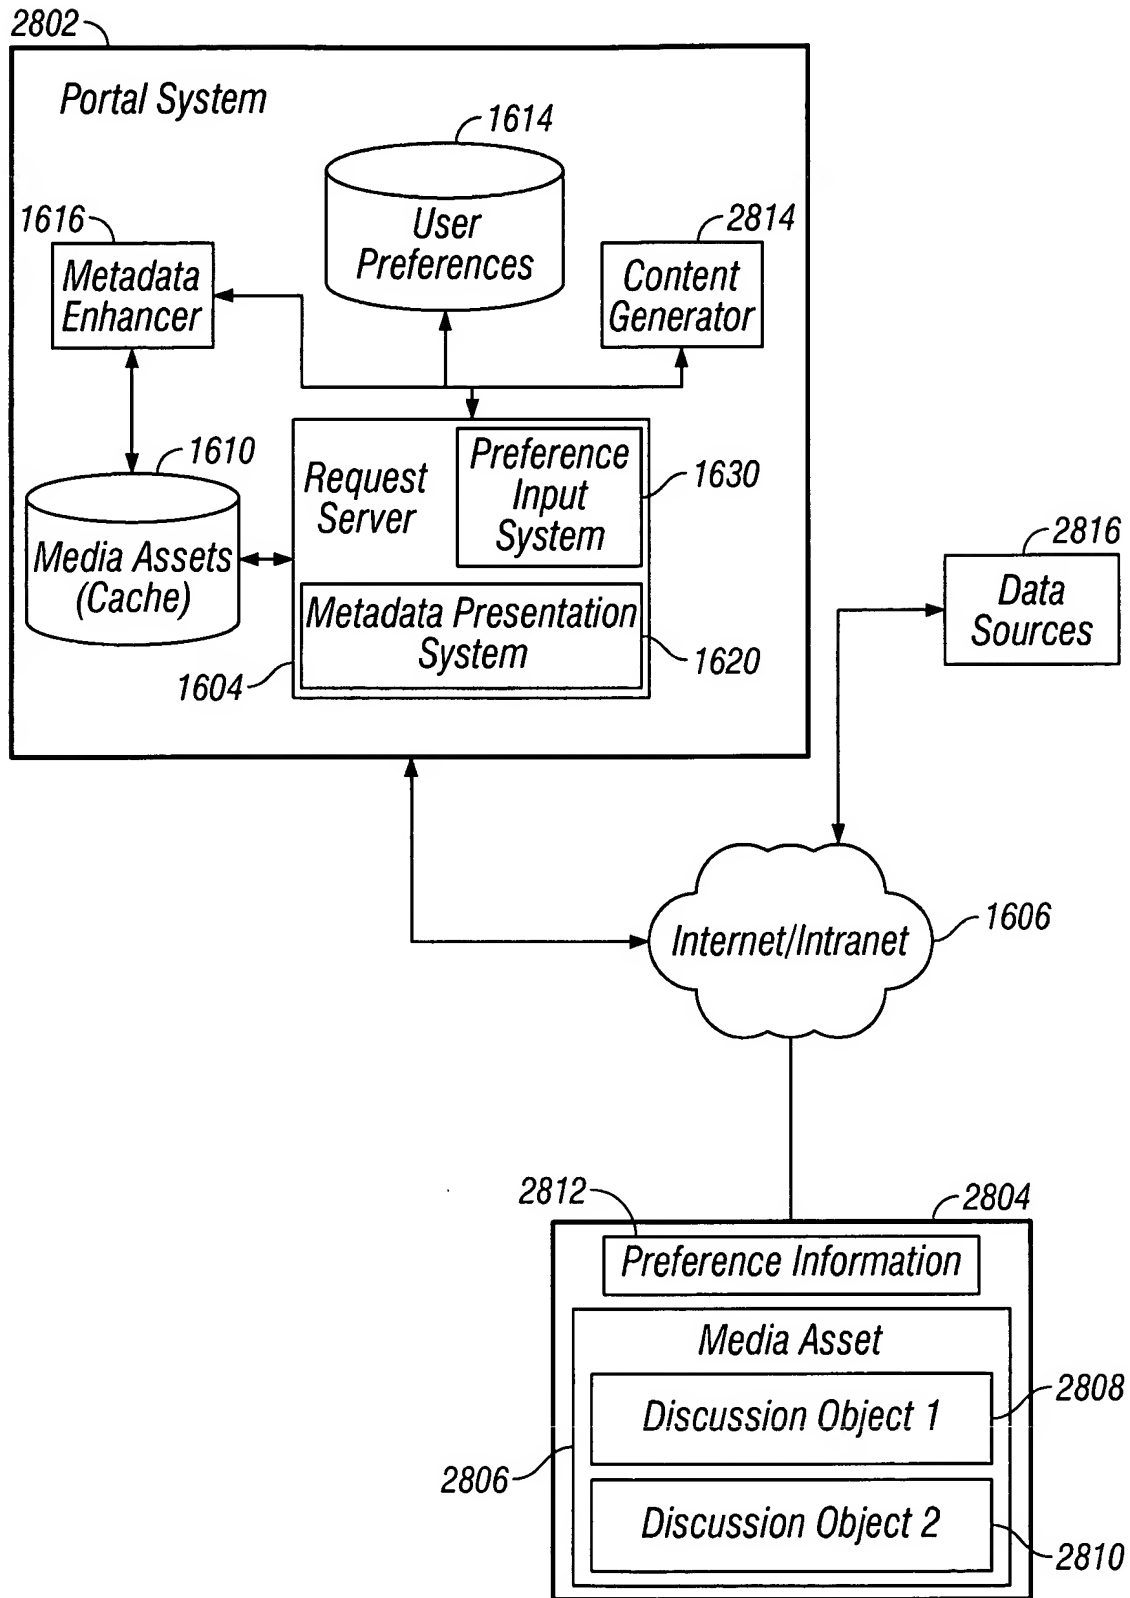 2802
Portal System
1614
User
Preferences
1616
Metadata
Enhancer
2814
Content
Generator
1610
Media Assets
(Cache)
Request
Server
Preference
Input
System
1630
Metadata Presentation
System
1604
1620
2816
Data
Sources
Internet/Intranet
1606
2812
2804
Preference Information
Media Asset
Discussion Object 1
2808
2806
Discussion Object 2
2810